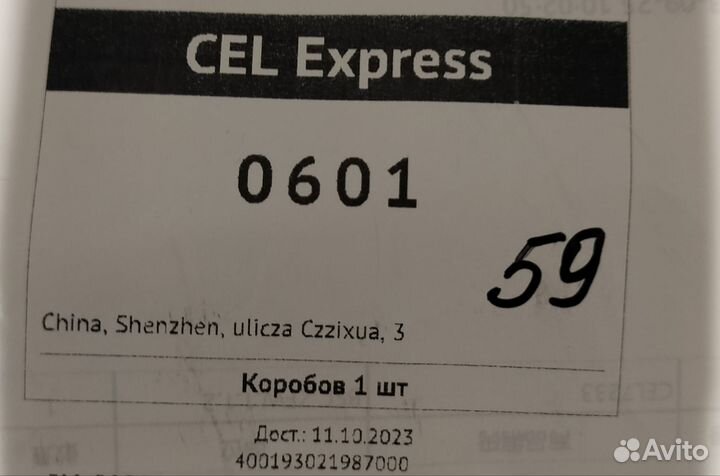 CEL Express
0601
59
China, Shenzhen, ulicza Czzixua, 3
Коробов 1 шт
Дост.: 11.10.2023
400193021987000
Avito